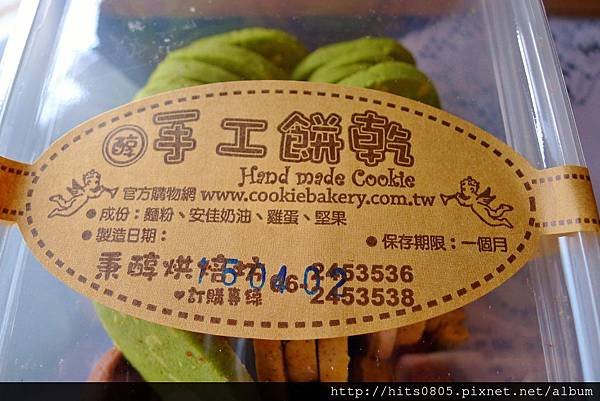 醇 手工餅乾
Hand made Cookie
官方購物網 www.cookiebakery.com.tw
● 成份：麵粉、安佳奶油、雞蛋、堅果
● 製造日期：
● 保存期限：一個月
秉醇烘焙坊
150402
♥訂購專線
06-2453536
2453538
http://hits0805.pixnet.net/album